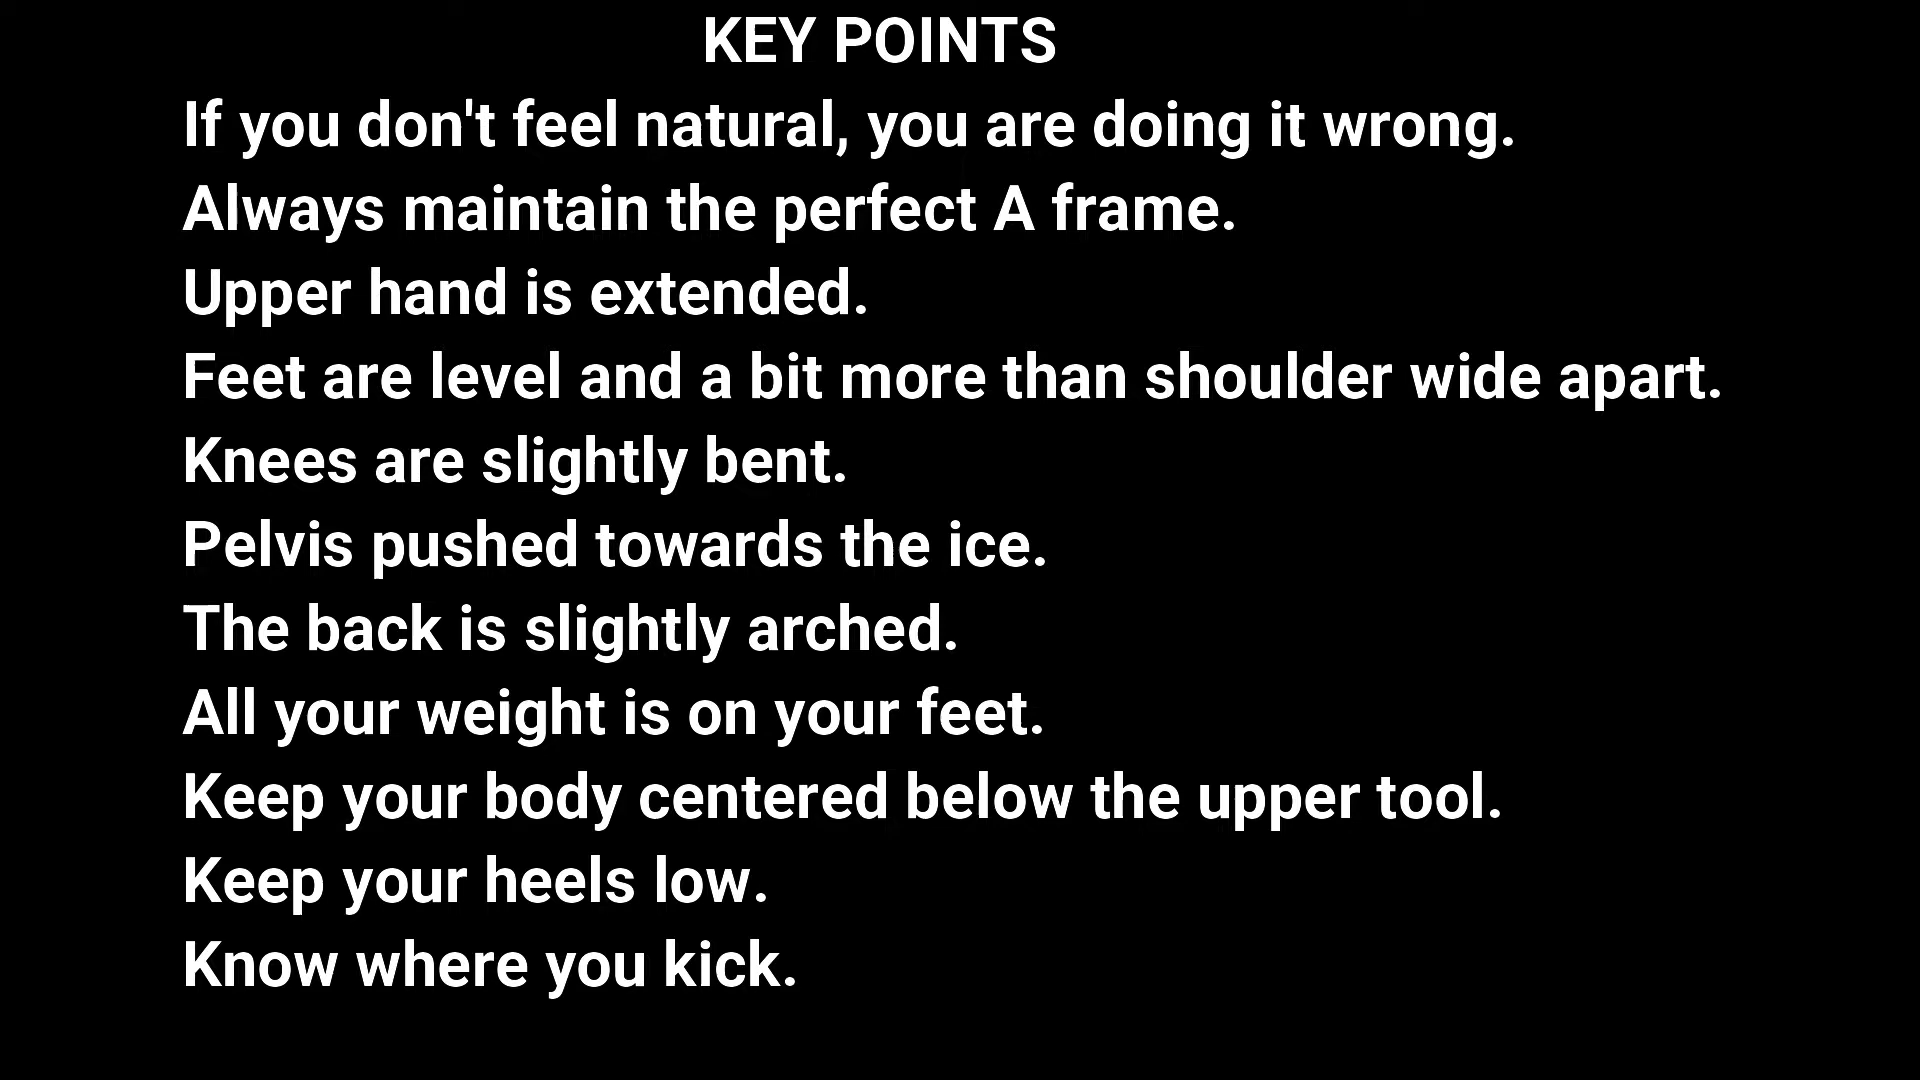 KEY POINTS
If you don't feel natural, you are doing it wrong.
Always maintain the perfect A frame.
Upper hand is extended.
Feet are level and a bit more than shoulder wide apart.
Knees are slightly bent.
Pelvis pushed towards the ice.
The back is slightly arched.
All your weight is on your feet.
Keep your body centered below the upper tool.
Keep your heels low.
Know where you kick.